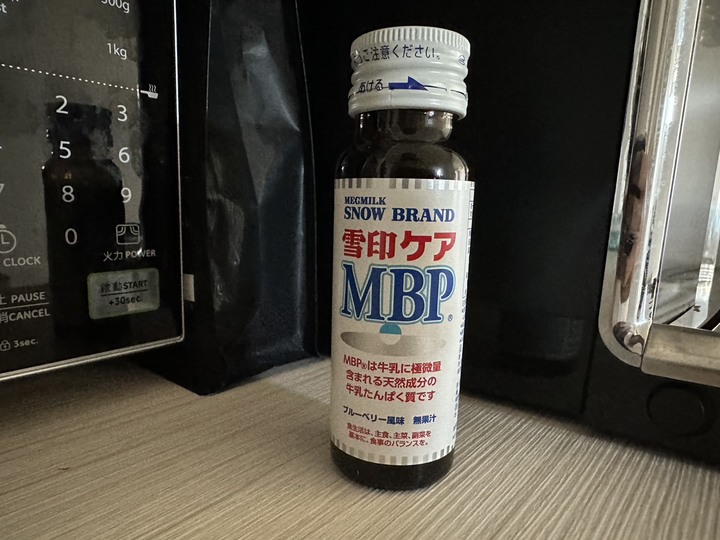 1kg
2 3
5 6
8 9
0
火力 POWER
CLOCK
START
+30sec.
PAUSE
CANCEL
3sec.
ご注意ください。
あける
MEGMILK
SNOW BRAND
雪印ケア
MBP®
MBP®は牛乳に極微量
含まれる天然成分の
牛乳たんぱく質です
ブルーベリー風味 無果汁
食生活は、主食、主菜、副菜を
基本に、食事のバランスを。